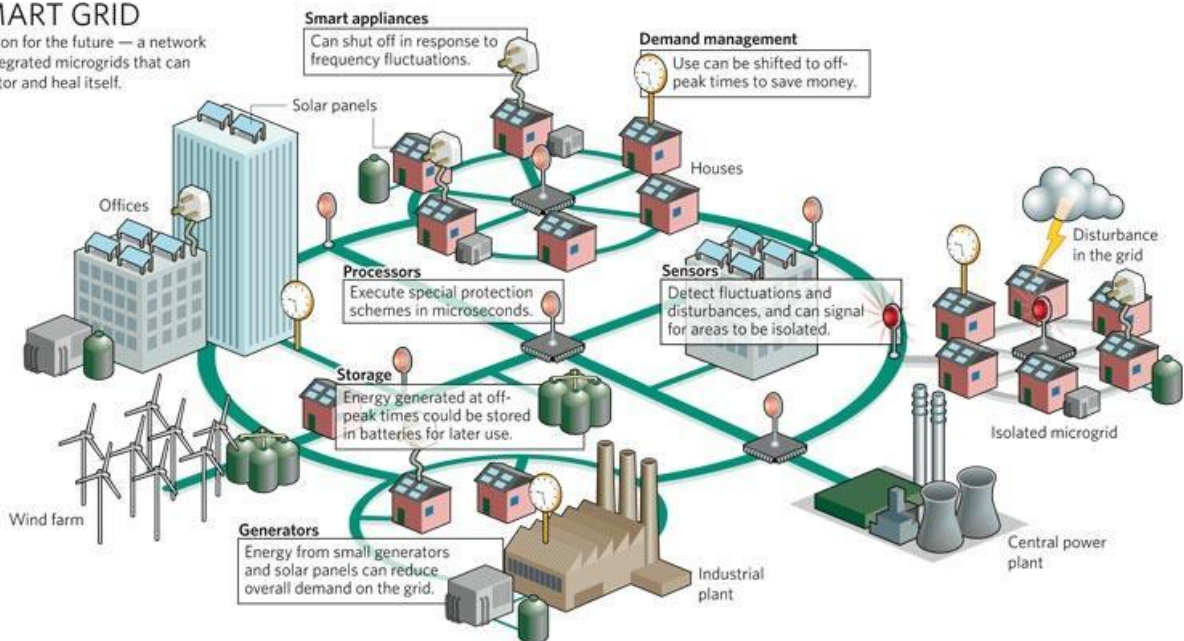 MART GRID
on for the future — a network
egrated microgrids that can
tor and heal itself.
Smart appliances
Can shut off in response to
frequency fluctuations.
Demand management
Use can be shifted to off-
peak times to save money.
Solar panels
Houses
Offices
Disturbance
in the grid
Processors
Execute special protection
schemes in microseconds.
Sensors
Detect fluctuations and
disturbances, and can signal
for areas to be isolated.
Storage
Energy generated at off-
peak times could be stored
in batteries for later use.
Isolated microgrid
Wind farm
Generators
Energy from small generators
and solar panels can reduce
overall demand on the grid.
Industrial
plant
Central power
plant